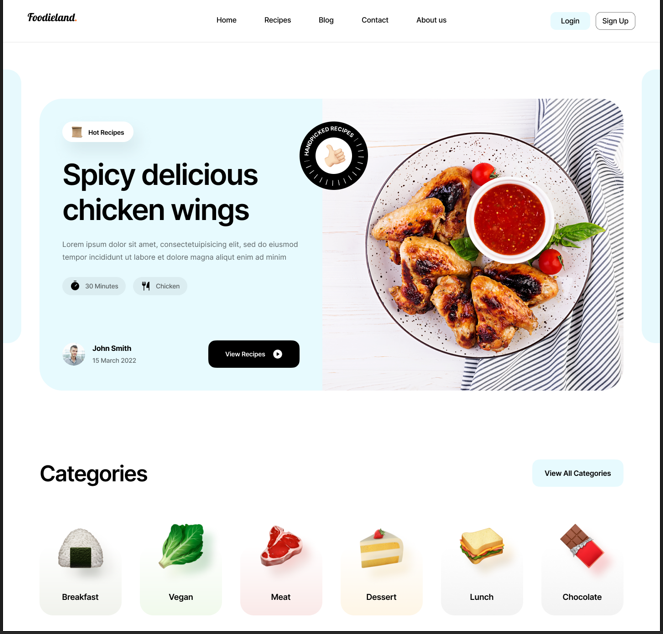 Foodieland.
Home
Recipes
Blog
Contact
About us
Login
Sign Up
Hot Recipes
HANDPICKED RECIPES
Spicy delicious
chicken wings
Lorem ipsum dolor sit amet, consectetuipisicing elit, sed do eiusmod
tempor incididunt ut labore et dolore magna aliqut enim ad minim
30 Minutes
Chicken
John Smith
15 March 2022
View Recipes
Categories
View All Categories
Breakfast
Vegan
Meat
Dessert
Lunch
Chocolate